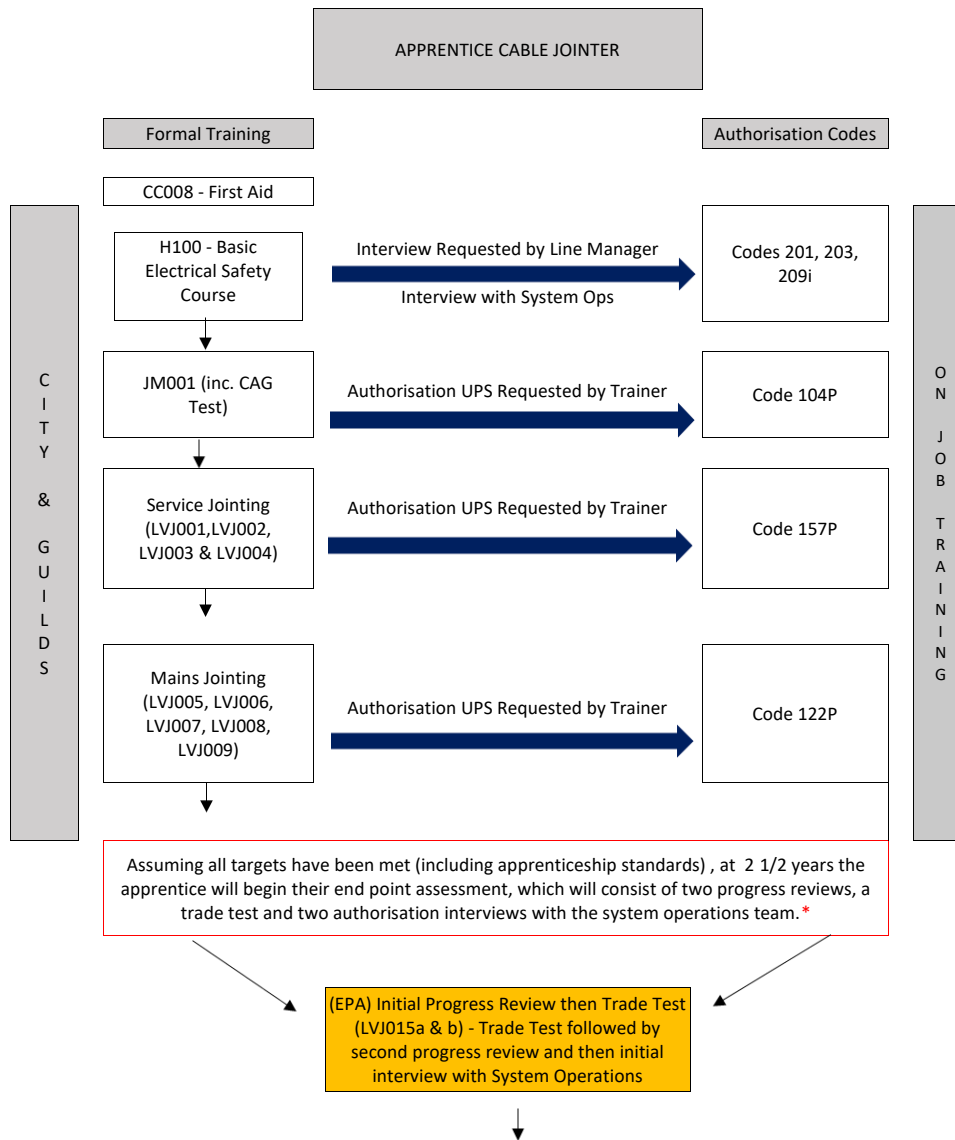 APPRENTICE CABLE JOINTER
Formal Training
Authorisation Codes
CC008 - First Aid
H100 - Basic
Electrical Safety
Course
Interview Requested by Line Manager
Interview with System Ops
Codes 201, 203,
209i
JM001 (inc. CAG
Test)
Authorisation UPS Requested by Trainer
Code 104P
Service Jointing
(LVJ001,LVJ002,
LVJ003 & LVJ004)
Authorisation UPS Requested by Trainer
Code 157P
Mains Jointing
(LVJ005, LVJ006,
LVJ007, LVJ008,
LVJ009)
Authorisation UPS Requested by Trainer
Code 122P
CITY & GUILDS
ON JOB TRAINING
Assuming all targets have been met (including apprenticeship standards) , at 2 1/2 years the
apprentice will begin their end point assessment, which will consist of two progress reviews, a
trade test and two authorisation interviews with the system operations team.*
(EPA) Initial Progress Review then Trade Test
(LVJ015a & b) - Trade Test followed by
second progress review and then initial
interview with System Operations